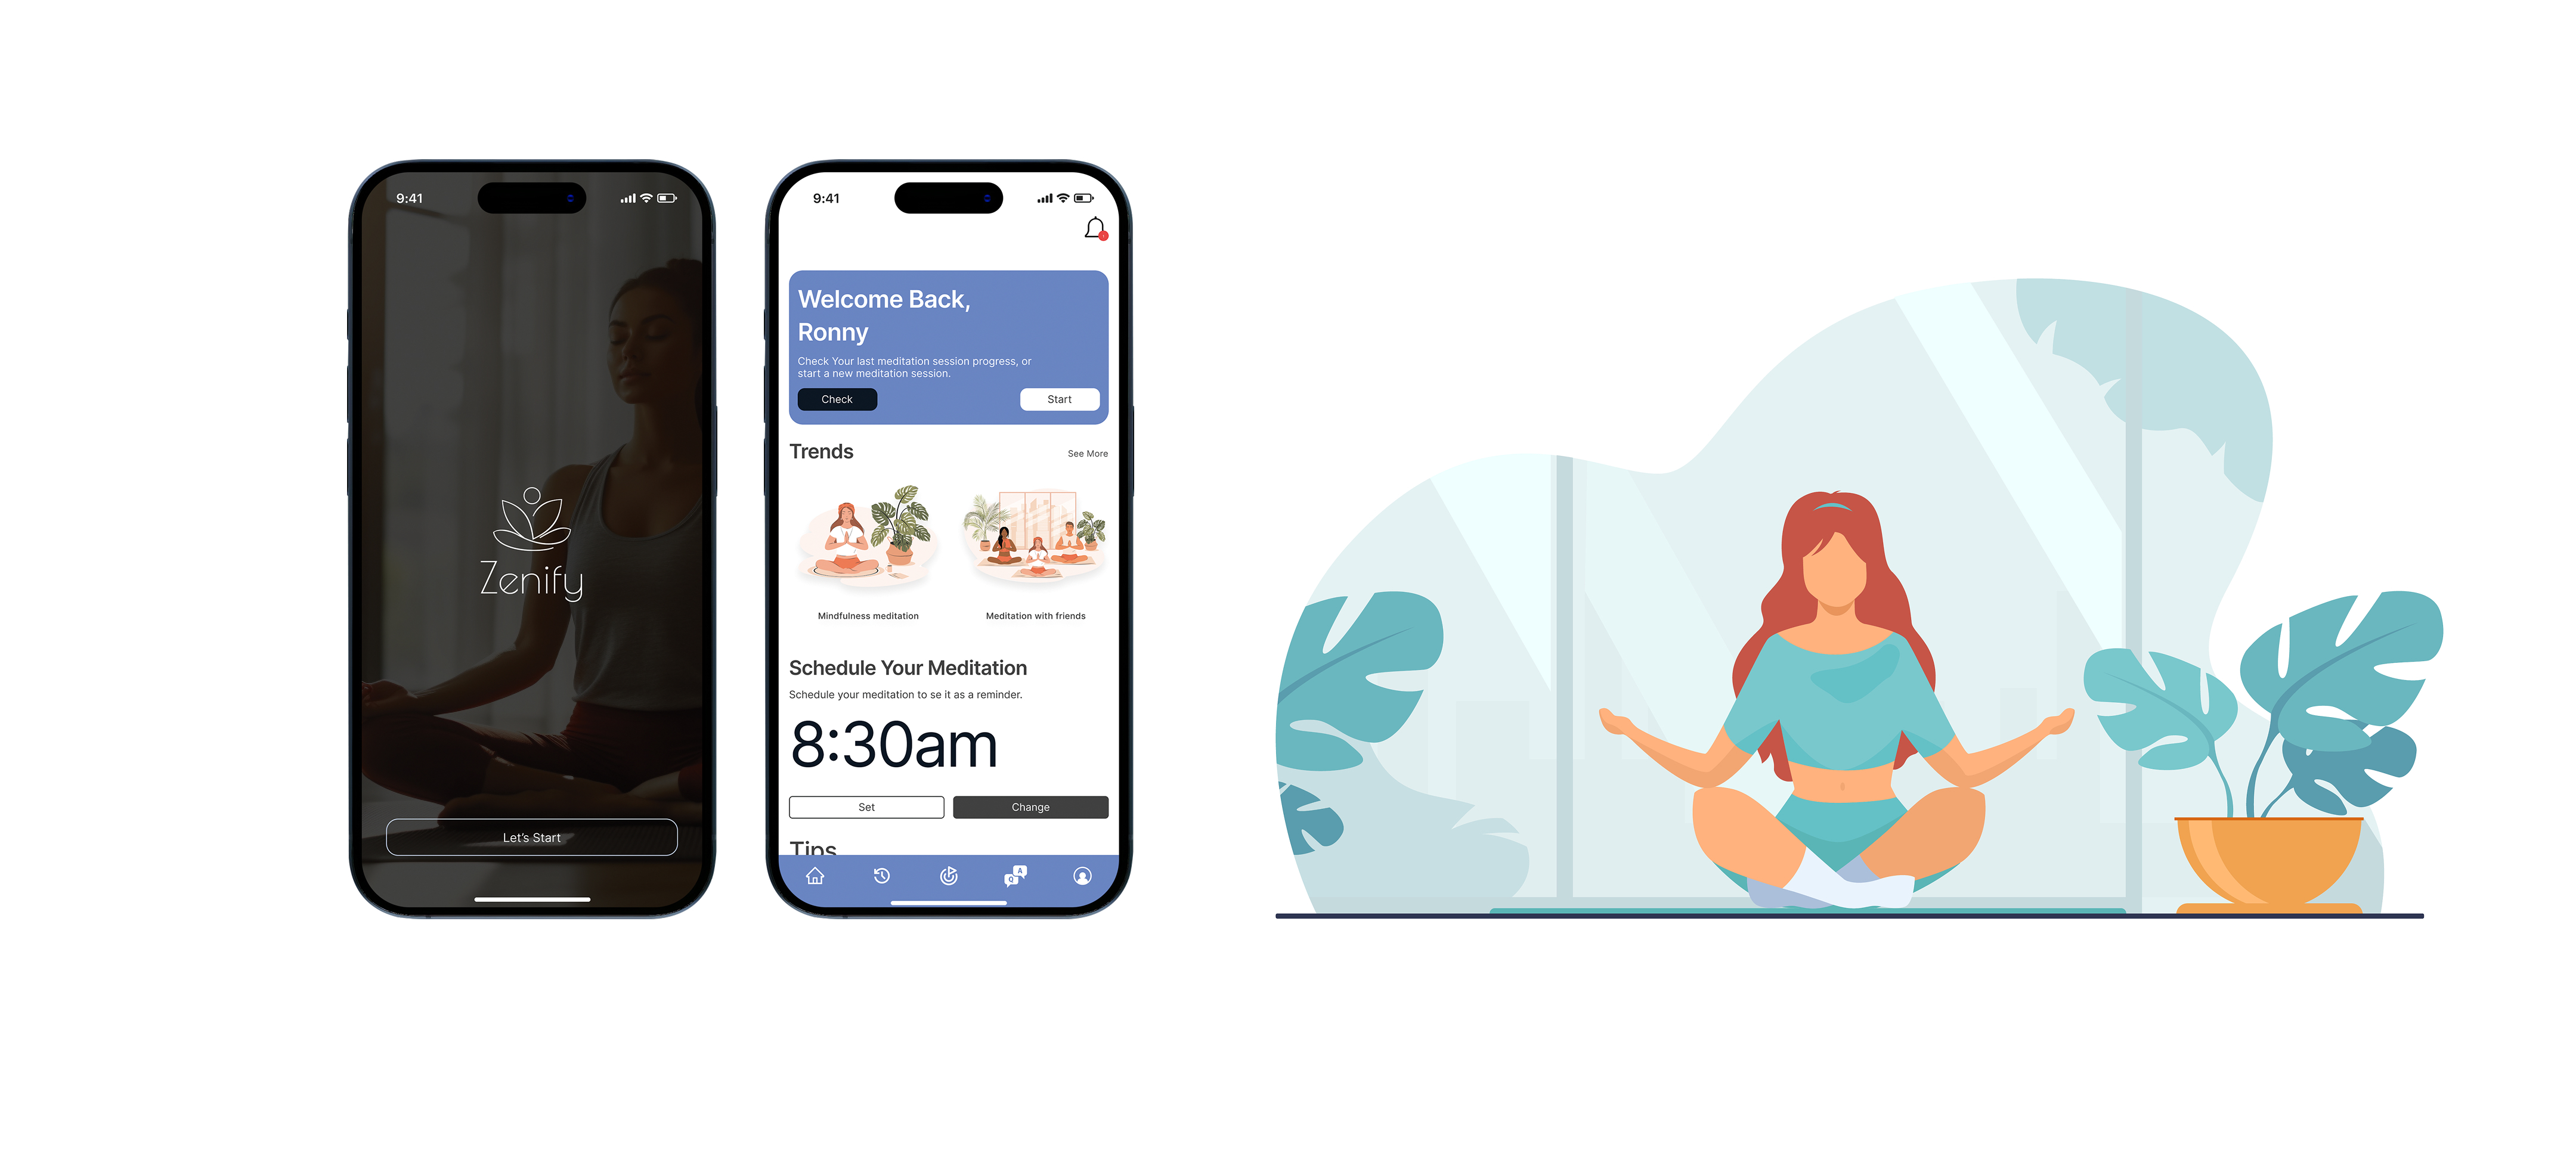 9:41
Zenify
Let's Start
9:41
Welcome Back,
Ronny
Check Your last meditation session progress, or
start a new meditation session.
Check
Start
Trends
See More
Mindfulness meditation
Meditation with friends
Schedule Your Meditation
Schedule your meditation to se it as a reminder.
8:30am
Set
Change
Tips
Q
A